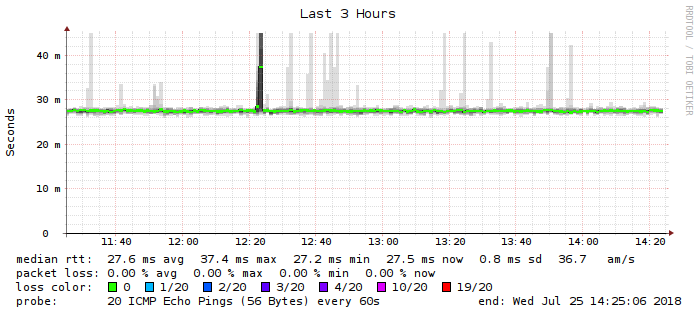 Last 3 Hours
RRDTOOL / TOBI OETIKER
Seconds
40 m
30 m
20 m
10 m
0
11:40 12:00 12:20 12:40 13:00 13:20 13:40 14:00 14:20
median rtt: 27.6 ms avg 37.4 ms max 27.2 ms min 27.5 ms now 0.8 ms sd 36.7 am/s
packet loss: 0.00 % avg 0.00 % max 0.00 % min 0.00 % now
loss color: 0 1/20 2/20 3/20 4/20 10/20 19/20
probe: 20 ICMP Echo Pings (56 Bytes) every 60s end: Wed Jul 25 14:25:06 2018